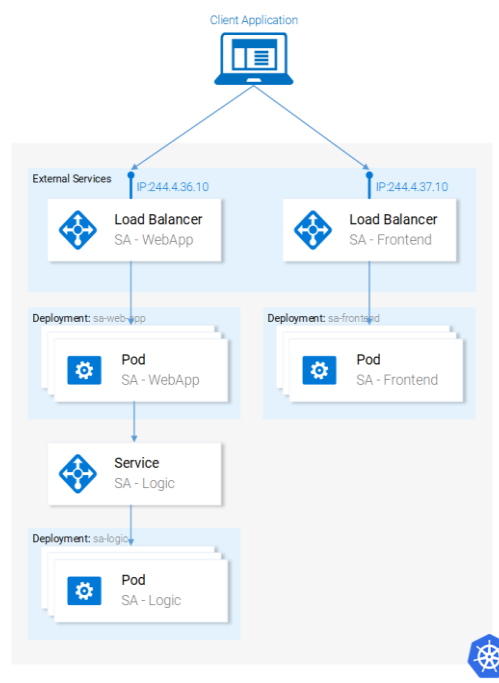 Client Application
External Services
IP:244.4.36.10
IP:244.4.37.10
Load Balancer
SA - WebApp
Load Balancer
SA - Frontend
Deployment: sa-web-app
Deployment: sa-frontend
Pod
SA - WebApp
Pod
SA - Frontend
Service
SA - Logic
Deployment: sa-logic
Pod
SA - Logic